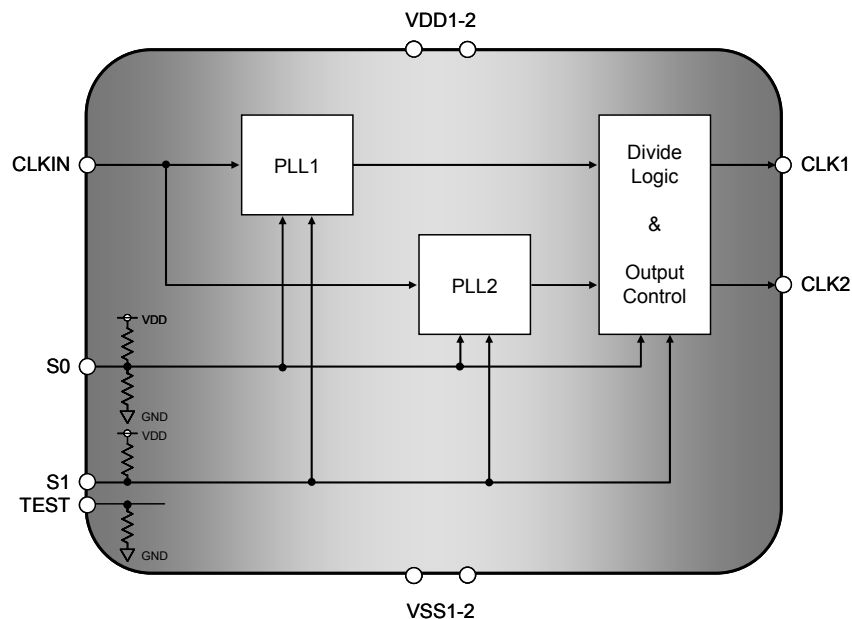 VDD1-2
CLKIN
PLL1
Divide
Logic
&
Output
Control
CLK1
PLL2
CLK2
VDD
S0
GND
VDD
S1
TEST
GND
VSS1-2